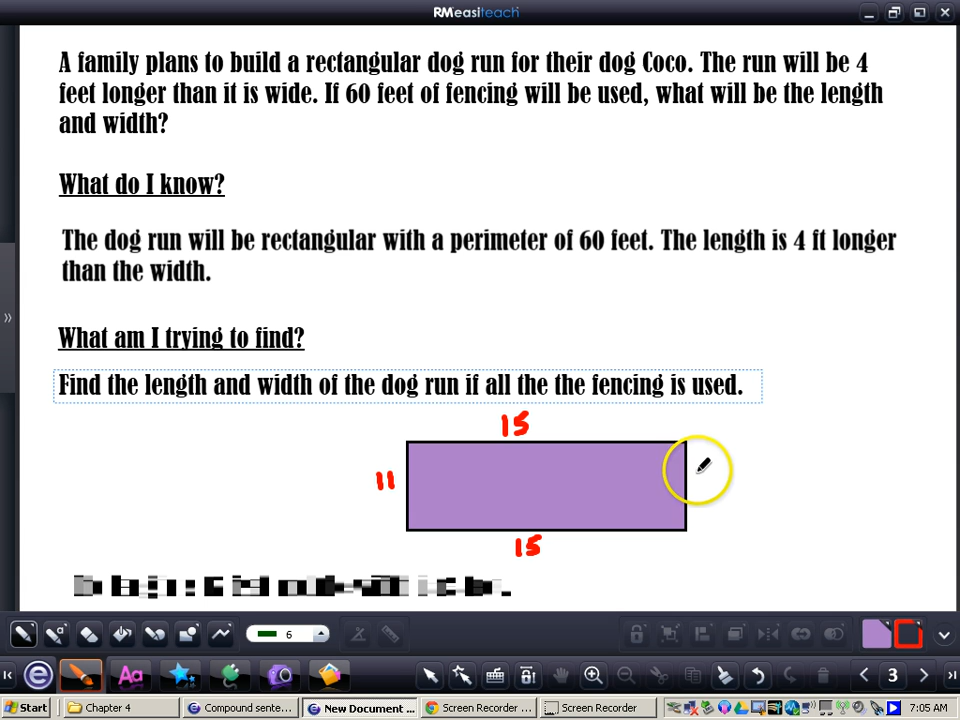 RMeasiteach
A family plans to build a rectangular dog run for their dog Coco. The run will be 4
feet longer than it is wide. If 60 feet of fencing will be used, what will be the length
and width?
What do I know?
The dog run will be rectangular with a perimeter of 60 feet. The length is 4 ft longer
than the width.
What am I trying to find?
Find the length and width of the dog run if all the the fencing is used.
15
11
15
6
Aa
3
Start
Chapter 4
Compound sente...
New Document ...
Screen Recorder ...
Screen Recorder
7:05 AM